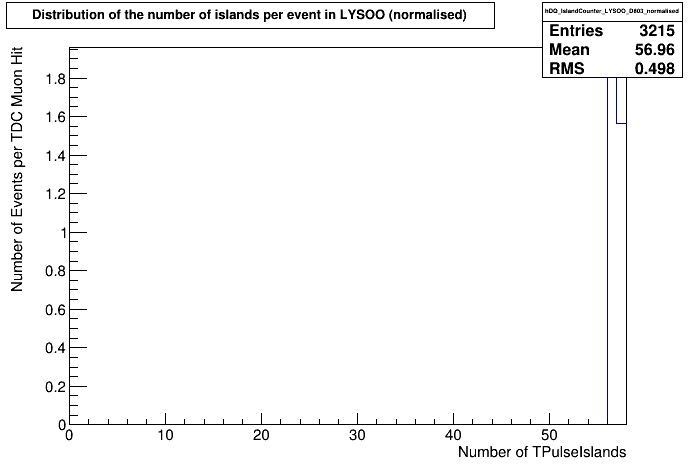 Distribution of the number of islands per event in LYSOO (normalised)
hDQ_IslandCounter_LYSOO_D803_normalised
Entries 3215
Mean 56.96
RMS 0.498
Number of Events per TDC Muon Hit
1.8
1.6
1.4
1.2
1
0.8
0.6
0.4
0.2
0
0 10 20 30 40 50
Number of TPulseIslands